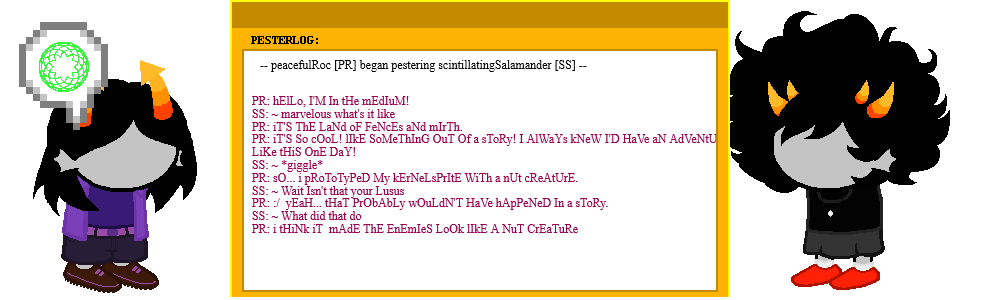 PESTERLOG:
-- peacefulRoc [PR] began pestering scintillatingSalamander [SS] --
PR: hElLo, I'M In tHe mEdIuM!
SS: ~ marvelous what's it like
PR: iT'S ThE LaNd oF FeNcEs aNd mIrTh.
PR: iT'S So cOoL! lIkE SoMeThInG OuT Of a sToRy! I AlWaYs kNeW I'D HaVe aN AdVeNtU
LiKe tHiS OnE DaY!
SS: ~ *giggle*
PR: sO... i pRoToTyPeD My kErNeLsPrItE WiTh a nUt cReAtUrE.
SS: ~ Wait Isn't that your Lusus
PR: :/ yEaH... tHaT PrObAbLy wOuLdN'T HaVe hApPeNeD In a sToRy.
SS: ~ What did that do
PR: i tHiNk iT mAdE ThE EnEmIeS LoOk lIkE A NuT CrEaTuRe